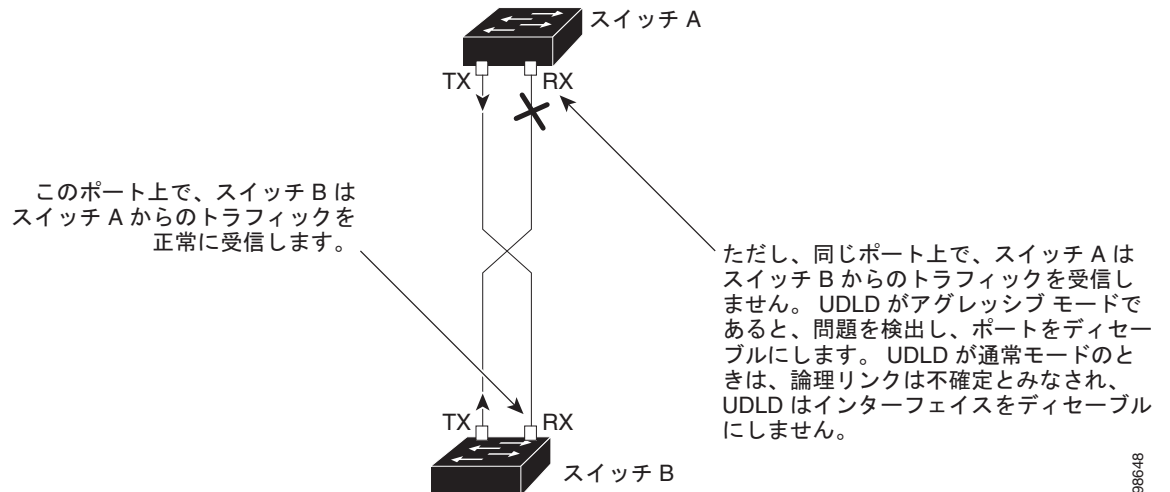 スイッチ A
TX
RX
このポート上で、スイッチ B は
スイッチ A からのトラフィックを
正常に受信します。
ただし、同じポート上で、スイッチ A は
スイッチ B からのトラフィックを受信し
ません。 UDLD がアグレッシブ モードで
あると、問題を検出し、ポートをディセー
ブルにします。 UDLD が通常モードのと
きは、論理リンクは不確定とみなされ、
UDLD はインターフェイスをディセーブル
にしません。
TX
RX
スイッチ B
98648